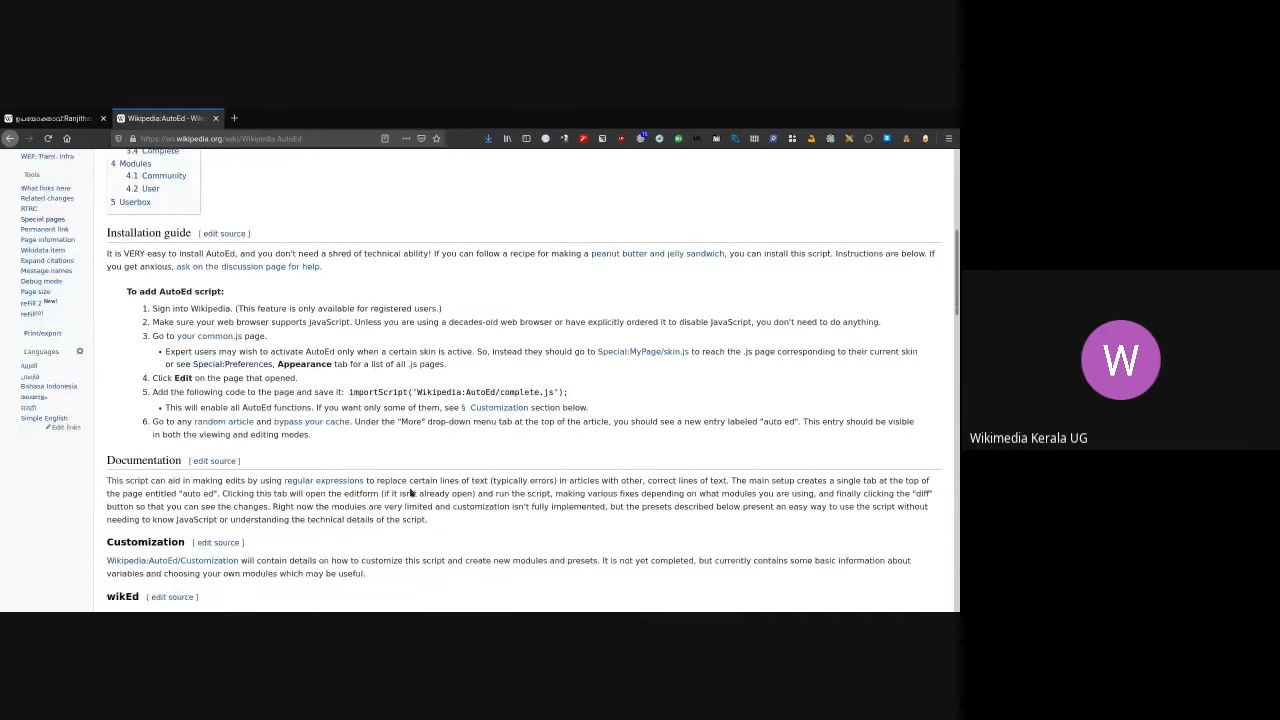 ഉപയോക്താവ്:Ranjiths
Wikipedia:AutoEd - Wiki
https://en.wikipedia.org/wiki/Wikipedia:AutoEd
WEF: Trans. Infra
Tools
What links here
Related changes
RTRC
Special pages
Permanent link
Page information
Wikidata item
Expand citations
Message names
Debug mode
Page size
reFill 2 New!
reFill
Print/export
Languages
Bahasa Indonesia
Simple English
Edit links
3.4 Complete
4 Modules
4.1 Community
4.2 User
5 Userbox
Installation guide [ edit source ]
It is VERY easy to install AutoEd, and you don't need a shred of technical ability! If you can follow a recipe for making a peanut butter and jelly sandwich, you can install this script. Instructions are below. If
you get anxious, ask on the discussion page for help.
To add AutoEd script:
1. Sign into Wikipedia. (This feature is only available for registered users.)
2. Make sure your web browser supports JavaScript. Unless you are using a decades-old web browser or have explicitly ordered it to disable JavaScript, you don't need to do anything.
3. Go to your common.js page.
• Expert users may wish to activate AutoEd only when a certain skin is active. So, instead they should go to Special:MyPage/skin.js to reach the .js page corresponding to their current skin
or see Special:Preferences, Appearance tab for a list of all .js pages.
4. Click Edit on the page that opened.
5. Add the following code to the page and save it: importScript('Wikipedia:AutoEd/complete.js');
• This will enable all AutoEd functions. If you want only some of them, see § Customization section below.
6. Go to any random article and bypass your cache. Under the "More" drop-down menu tab at the top of the article, you should see a new entry labeled "auto ed". This entry should be visible
in both the viewing and editing modes.
Documentation [ edit source ]
This script can aid in making edits by using regular expressions to replace certain lines of text (typically errors) in articles with other, correct lines of text. The main setup creates a single tab at the top of
the page entitled "auto ed". Clicking this tab will open the editform (if it isn't already open) and run the script, making various fixes depending on what modules you are using, and finally clicking the "diff"
button so that you can see the changes. Right now the modules are very limited and customization isn't fully implemented, but the presets described below present an easy way to use the script without
needing to know JavaScript or understanding the technical details of the script.
Customization [ edit source ]
Wikipedia:AutoEd/Customization will contain details on how to customize this script and create new modules and presets. It is not yet completed, but currently contains some basic information about
variables and choosing your own modules which may be useful.
wikEd [ edit source ]
W
Wikimedia Kerala UG